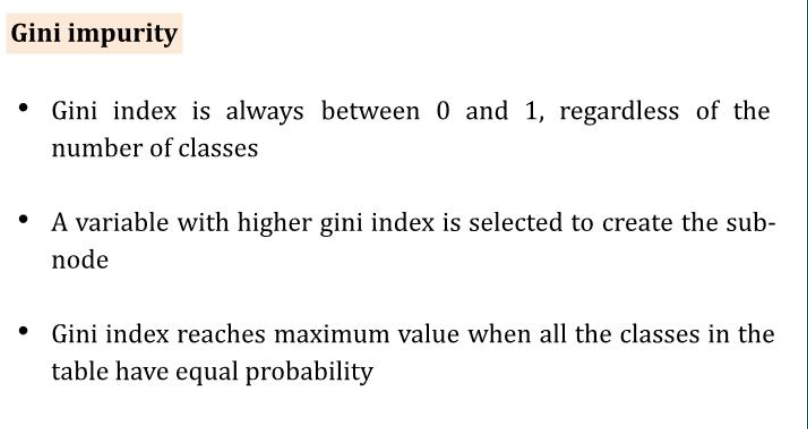 Gini impurity
• Gini index is always between 0 and 1, regardless of the
number of classes
• A variable with higher gini index is selected to create the sub-
node
• Gini index reaches maximum value when all the classes in the
table have equal probability